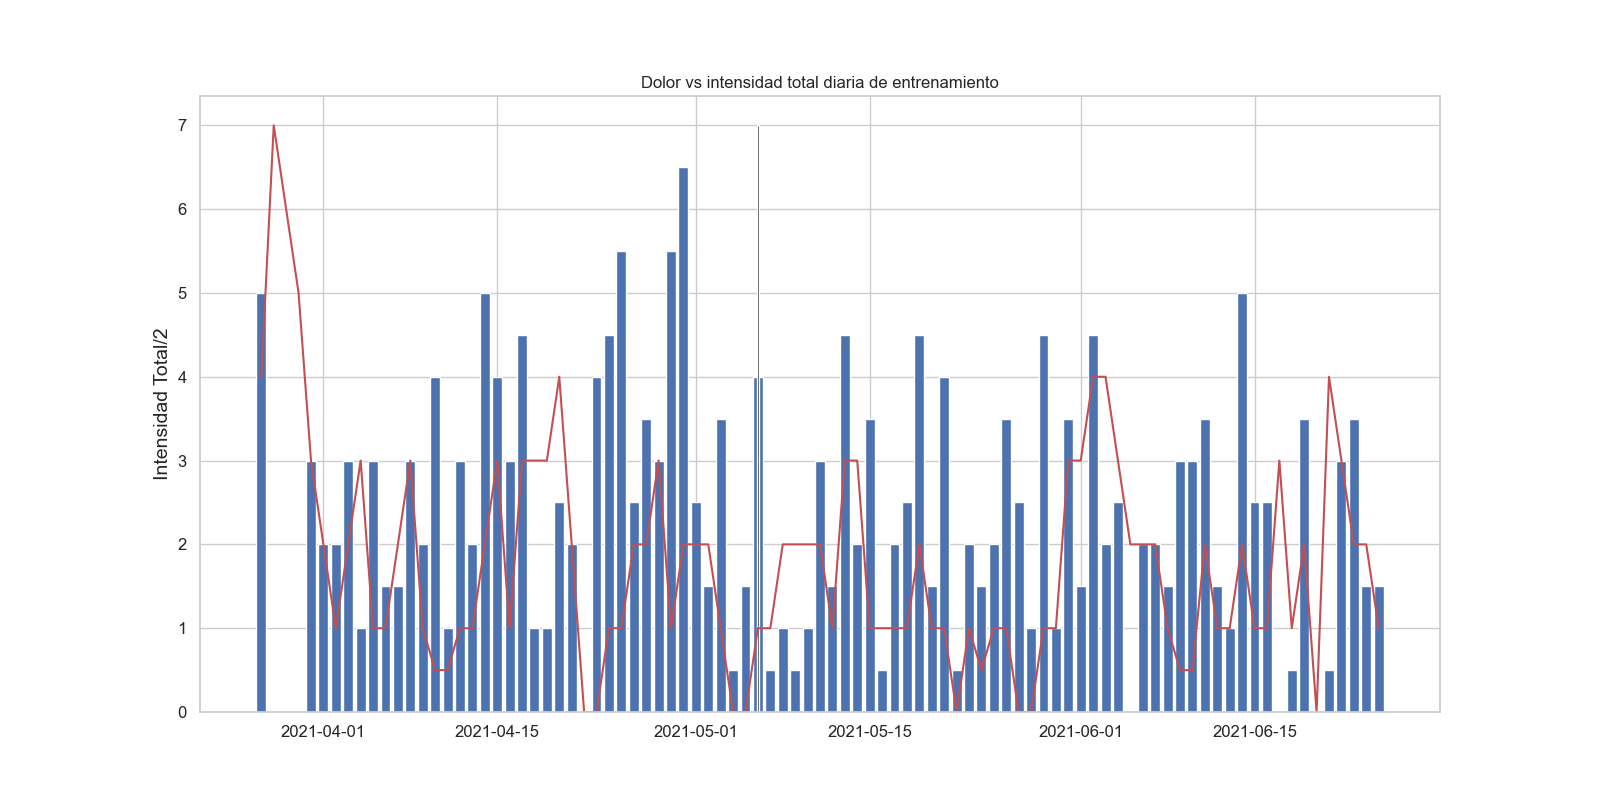 Dolor vs intensidad total diaria de entrenamiento
Intensidad Total/2
7
6
5
4
3
2
1
0
2021-04-01 2021-04-15 2021-05-01 2021-05-15 2021-06-01 2021-06-15